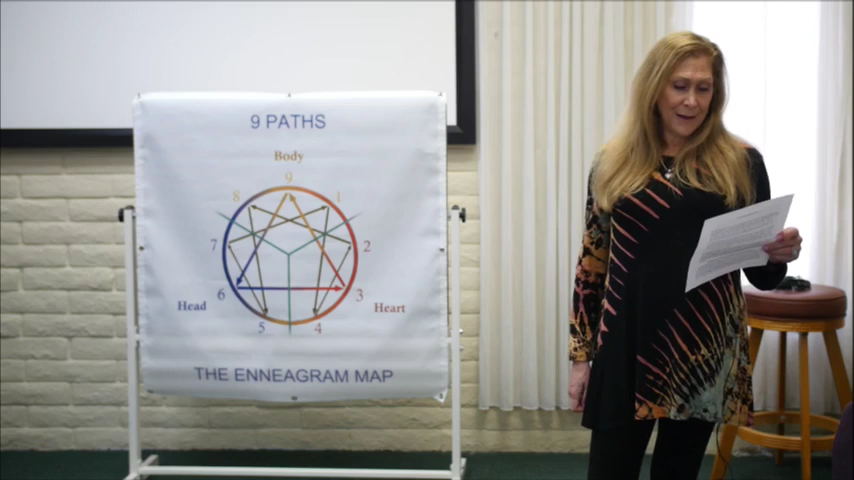 9 PATHS
Body
9
8 1
7 2
6 3
Head Heart
5 4
THE ENNEAGRAM MAP